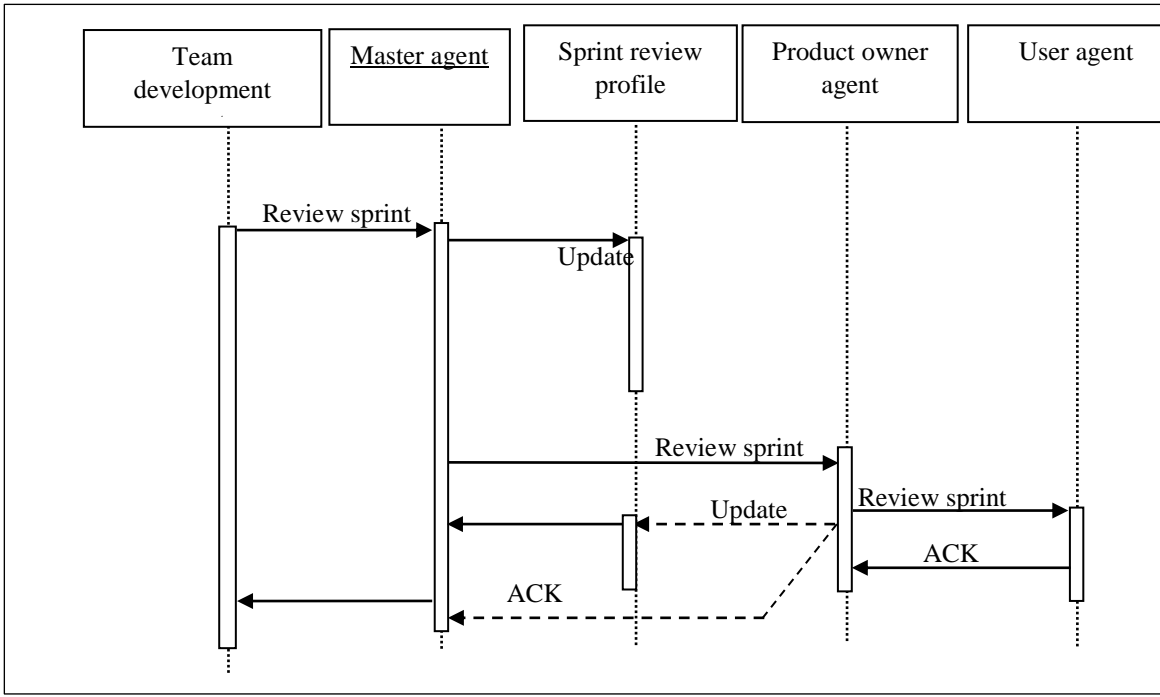 Team
development
Master agent
Sprint review
profile
Product owner
agent
User agent
Review sprint
Update
Review sprint
Review sprint
Update
ACK
ACK